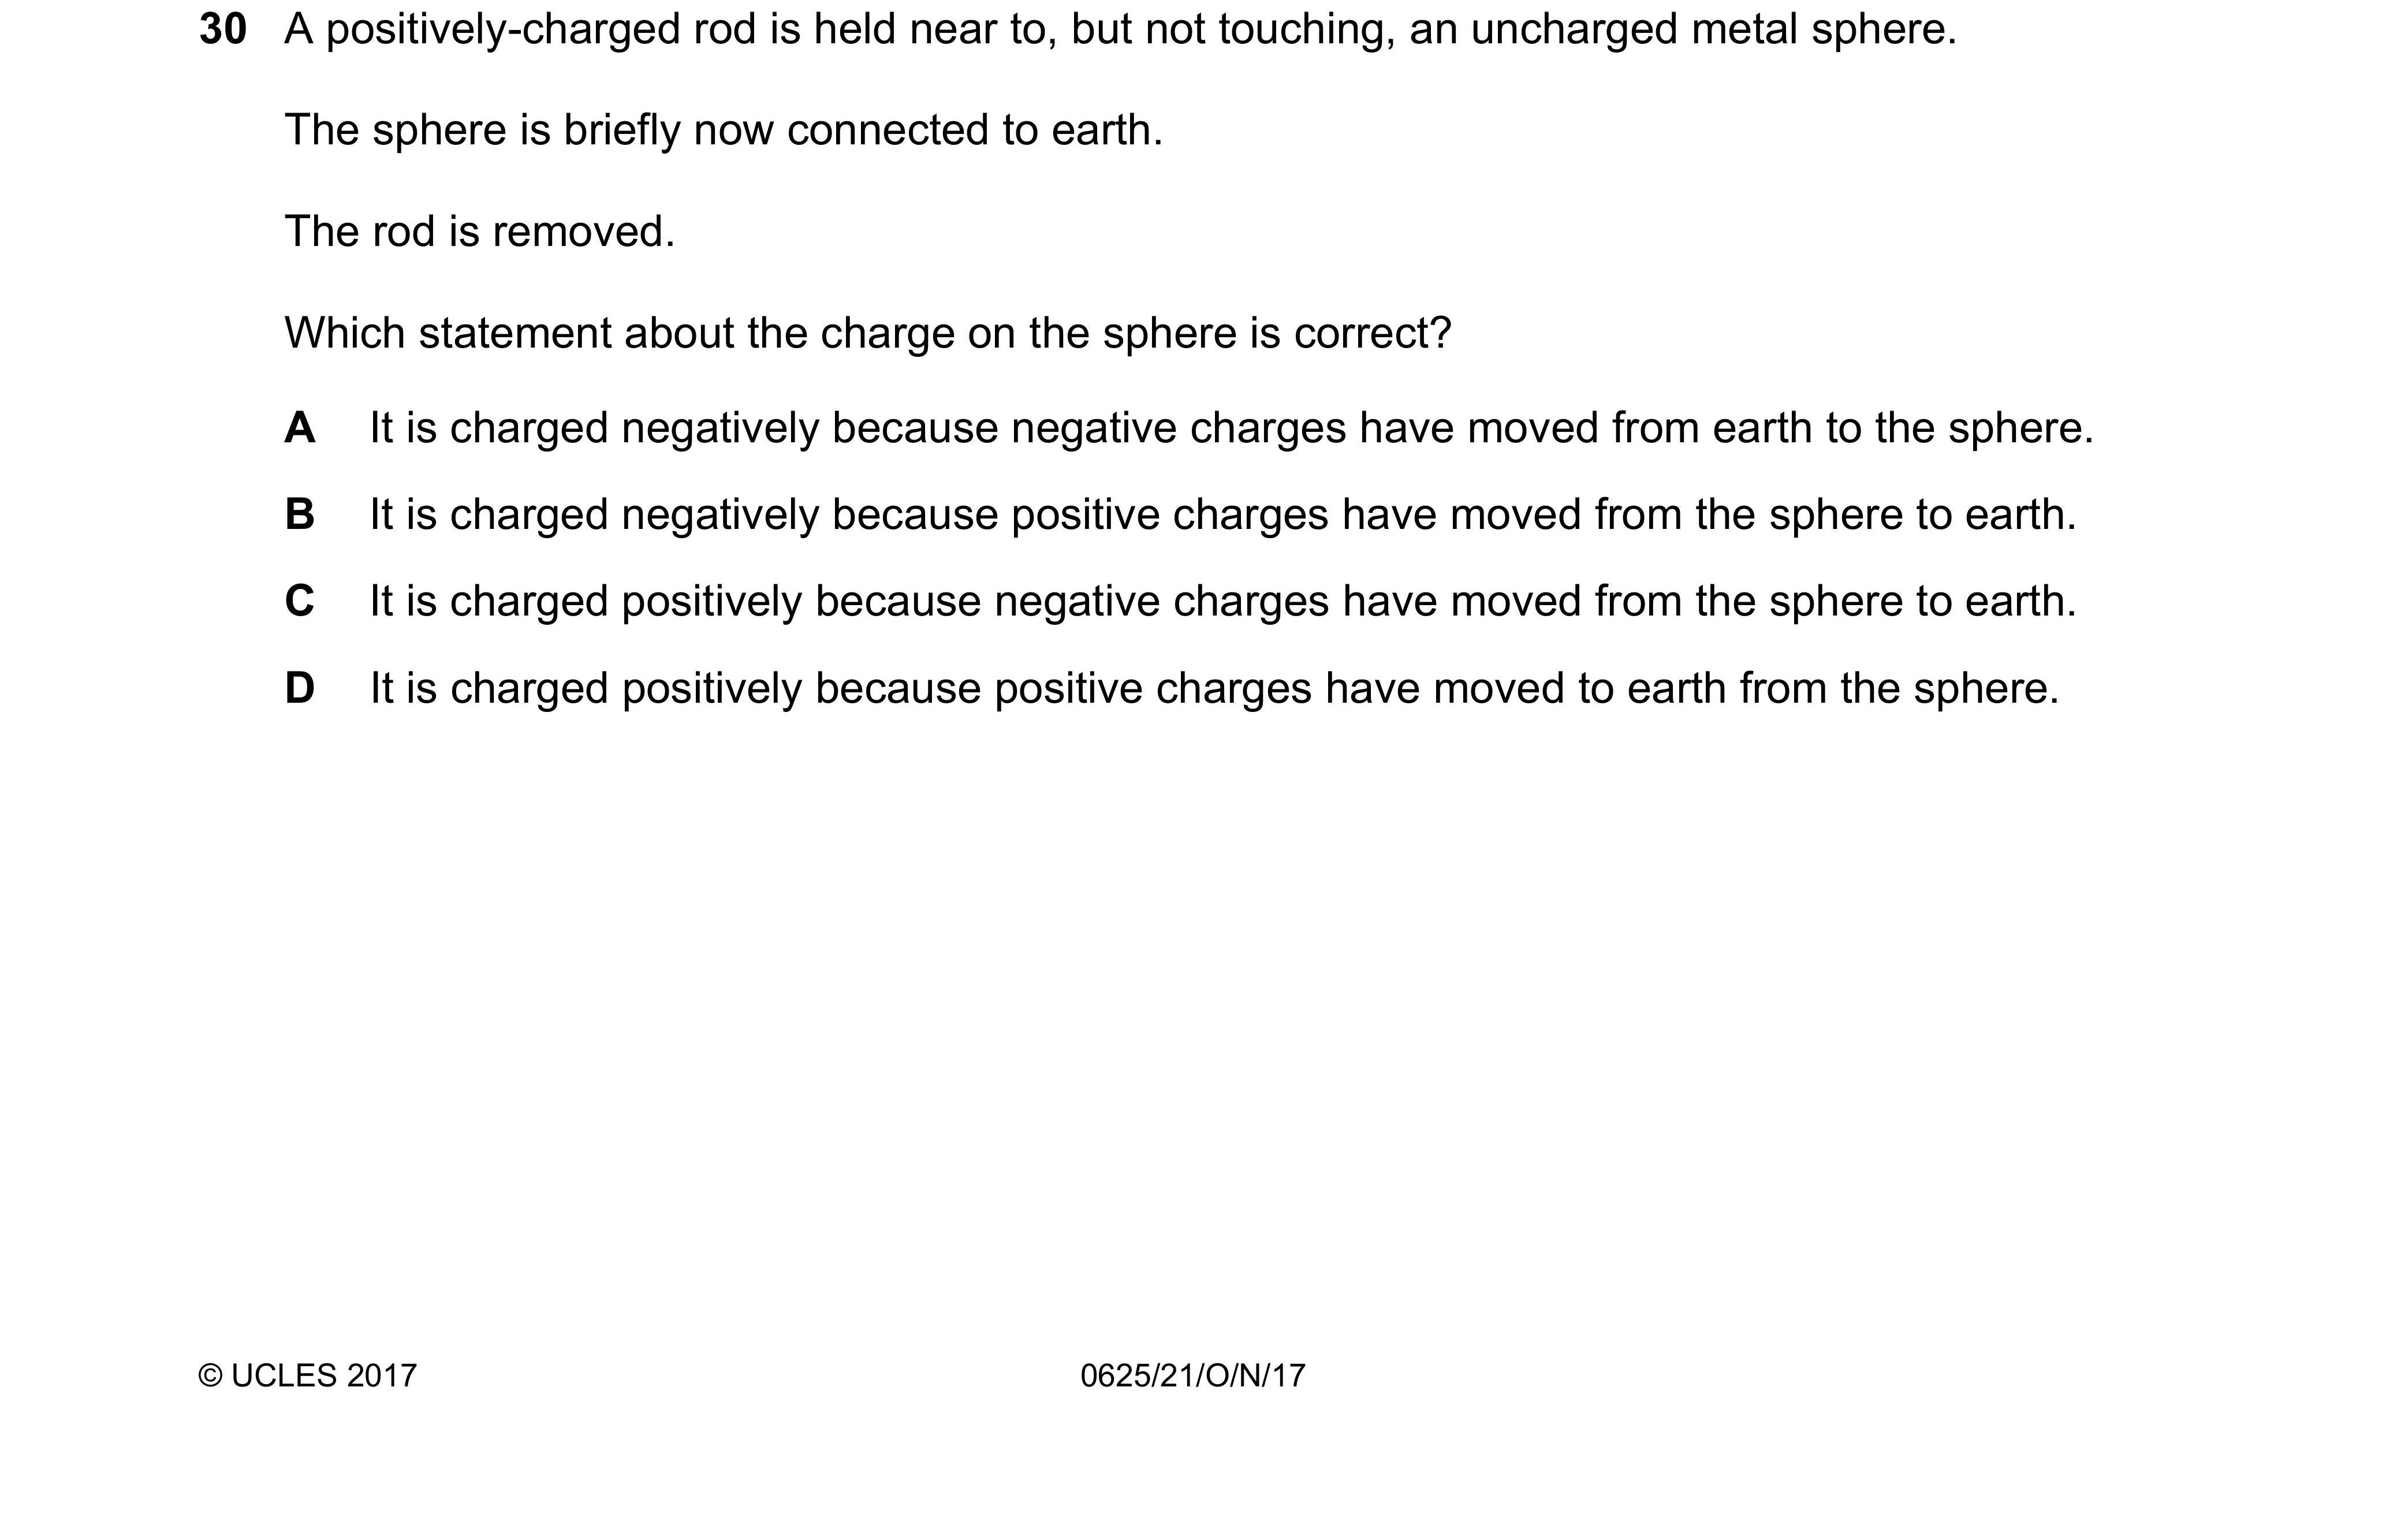 30 A positively-charged rod is held near to, but not touching, an uncharged metal sphere.
The sphere is briefly now connected to earth.
The rod is removed.
Which statement about the charge on the sphere is correct?
A It is charged negatively because negative charges have moved from earth to the sphere.
B It is charged negatively because positive charges have moved from the sphere to earth.
C It is charged positively because negative charges have moved from the sphere to earth.
D It is charged positively because positive charges have moved to earth from the sphere.
© UCLES 2017 0625/21/O/N/17